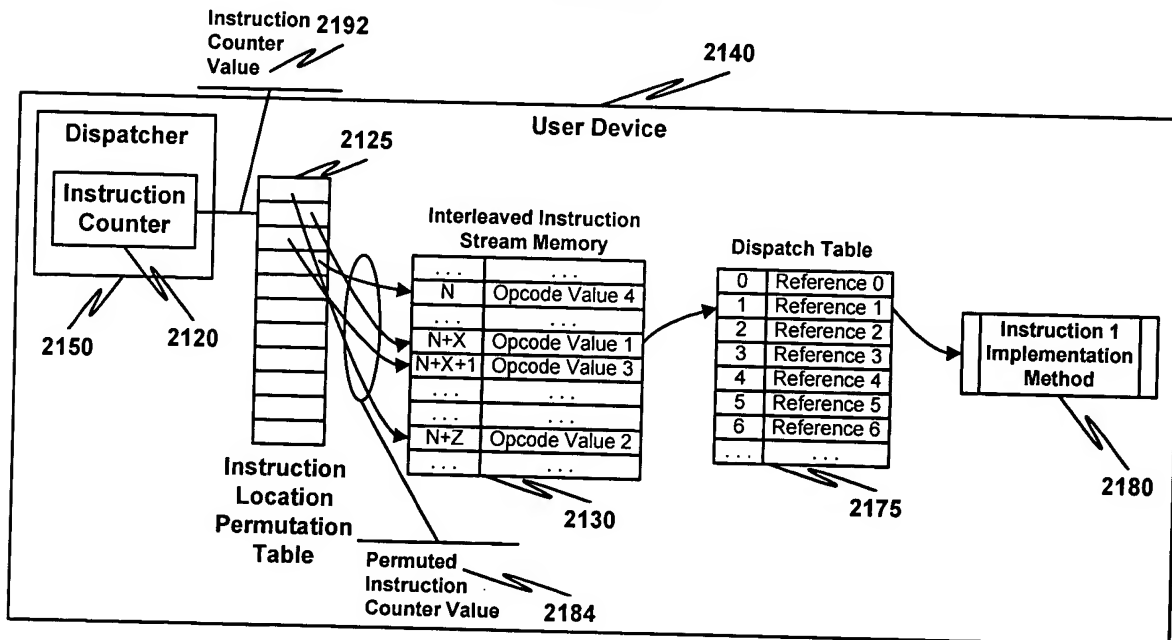 Instruction 2192
Counter
Value
2140
User Device
Dispatcher
Instruction
Counter
2150
2120
2125
Instruction
Location
Permutation
Table
Interleaved Instruction
Stream Memory
. . . . . .
N Opcode Value 4
. . . . . .
N+X Opcode Value 1
N+X+1 Opcode Value 3
. . . . . .
. . . . . .
N+Z Opcode Value 2
. . . . . .
2130
Dispatch Table
0 Reference 0
1 Reference 1
2 Reference 2
3 Reference 3
4 Reference 4
5 Reference 5
6 Reference 6
. . . . . .
2175
Instruction 1
Implementation
Method
2180
Permuted
Instruction
Counter Value
2184